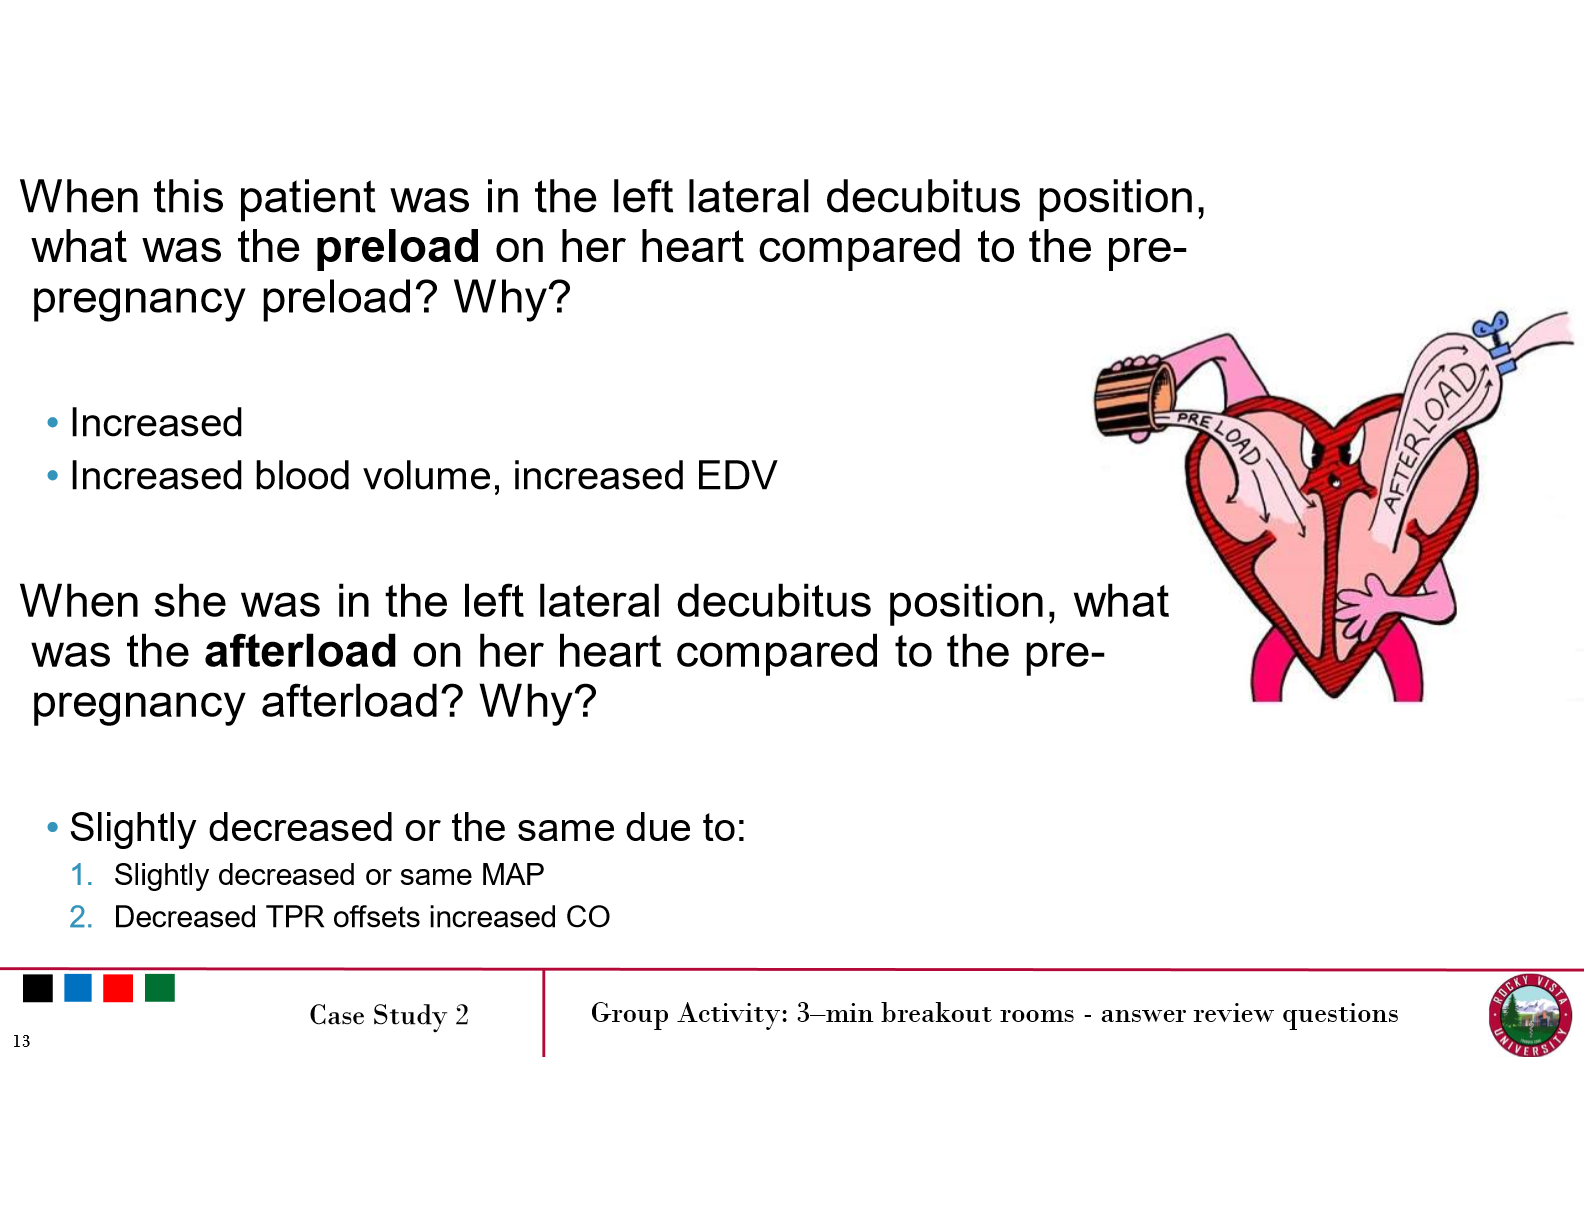 When this patient was in the left lateral decubitus position,
what was the preload on her heart compared to the pre-
pregnancy preload? Why?
• Increased
• Increased blood volume, increased EDV
PRELOAD
AFTERLOAD
When she was in the left lateral decubitus position, what
was the afterload on her heart compared to the pre-
pregnancy afterload? Why?
• Slightly decreased or the same due to:
1. Slightly decreased or same MAP
2. Decreased TPR offsets increased CO
Case Study 2
Group Activity: 3–min breakout rooms - answer review questions
13
ROCKY VISTA
UNIVERSITY